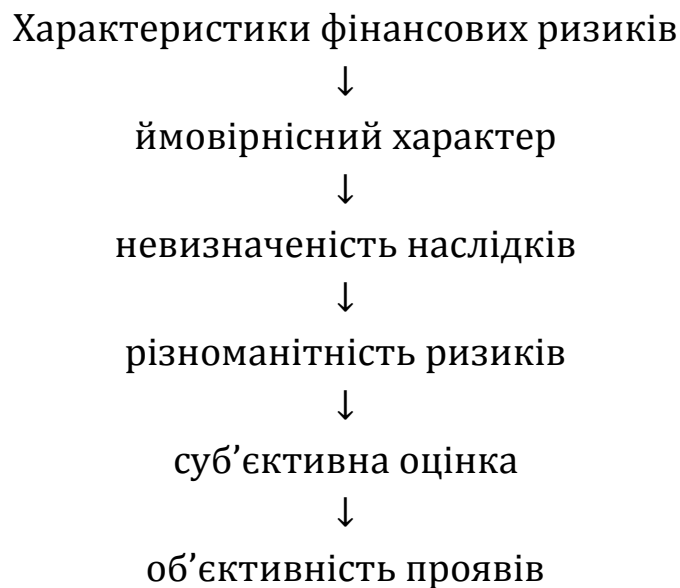 Характеристики фінансових ризиків
↓
ймовірнісний характер
↓
невизначеність наслідків
↓
різноманітність ризиків
↓
суб’єктивна оцінка
↓
об’єктивність проявів